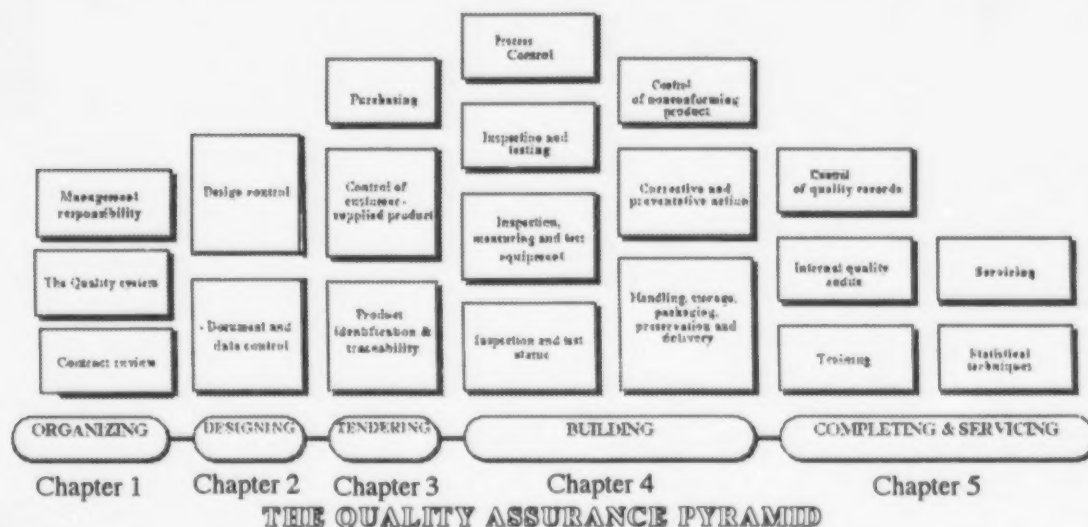 Management
responsibility
The Quality system
Contract review
Design control
- Document and
data control
Purchasing
Control of
customer -
supplied product
Product
identification &
traceability
Process
Control
Inspection and
testing
Inspection,
measuring and test
equipment
Inspection and test
status
Control
of nonconforming
product
Corrective and
preventative action
Handling, storage,
packaging,
preservation and
delivery
Control
of quality records
Internal quality
audits
Training
Servicing
Statistical
techniques
ORGANIZING
DESIGNING
TENDERING
BUILDING
COMPLETING & SERVICING
Chapter 1
Chapter 2
Chapter 3
Chapter 4
Chapter 5
THE QUALITY ASSURANCE PYRAMID